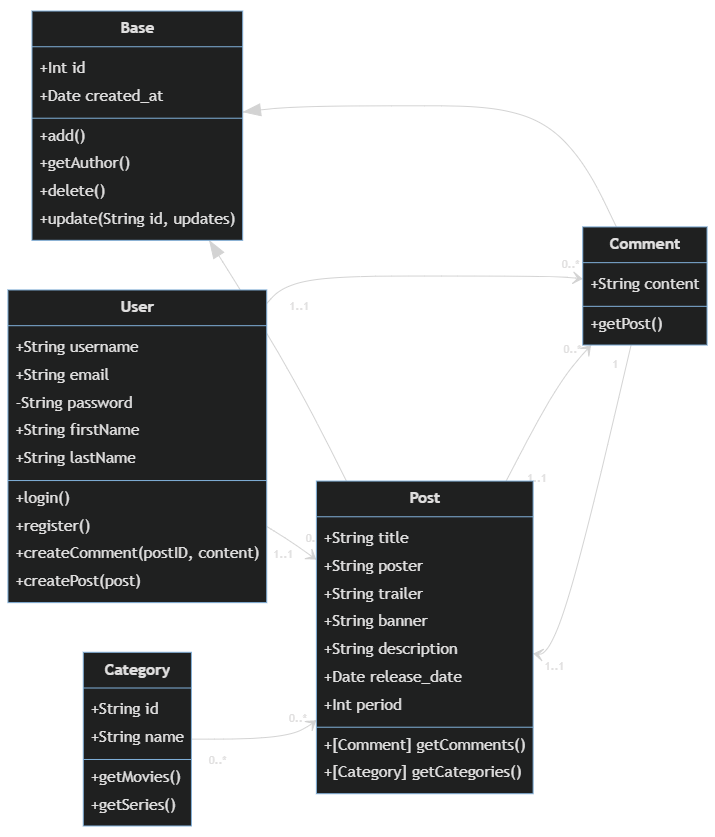 Base
+Int id
+Date created_at
+add()
+getAuthor()
+delete()
+update(String id, updates)
Comment
+String content
+getPost()
0..*
1..1
User
+String username
+String email
-String password
+String firstName
+String lastName
+login()
+register()
+createComment(postID, content)
+createPost(post)
0..*
1
1..1
0..
1..1
Post
+String title
+String poster
+String trailer
+String banner
+String description
+Date release_date
+Int period
+[Comment] getComments()
+[Category] getCategories()
1..1
Category
+String id
+String name
+getMovies()
+getSeries()
0..*
0..*